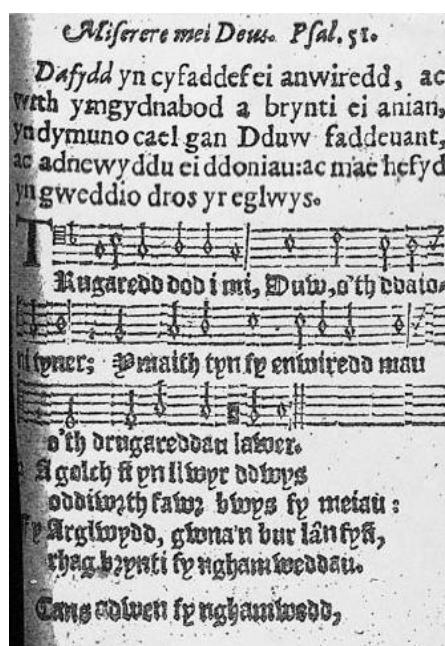 Miserere mei Deus. Psal. 51.
Dafydd yn cyfaddef ei anwiredd, ac
wrth ymgydnabod a brynti ei anian,
yn dymuno cael gan Dduw faddeuant,
ac adnewyddu ei ddoniau: ac mae hefyd
yn gweddio dros yr eglwys.
TRugaredd dod i mi, Duw, o'th ddaio-
ni tyner; Ymaith tyn fy enwiredd mau
o'th drugareddau lawer.
A golch fi yn llwyr ddwys
oddiwrth fawr bwys fy meiau:
fy Arglwydd, glwna'n bur lân fyfi,
rhag brynti fy nghamweddau.
Cans adwen fy nghamwedd,